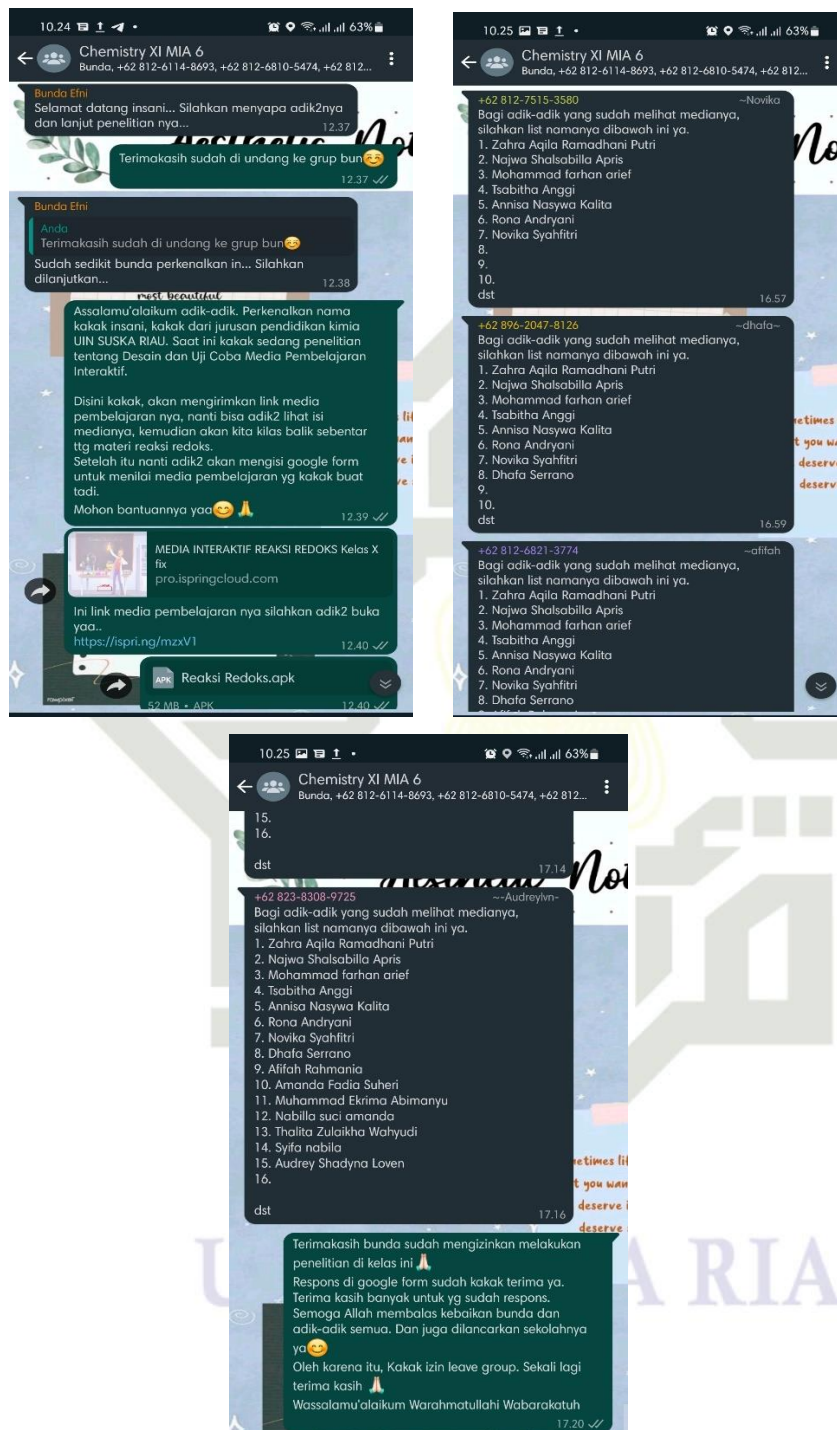 10.24
63%
Chemistry XI MIA 6
Bunda, +62 812-6114-8693, +62 812-6810-5474, +62 812...
Bunda Efni
Selamat datang insani... Silahkan menyapa adik2nya
dan lanjut penelitian nya...
12.37
Terimakasih sudah di undang ke grup bun😊
12.37
Bunda Efni
Anda
Terimakasih sudah di undang ke grup bun😊
Sudah sedikit bunda perkenalkan in... Silahkan
dilanjutkan...
12.38
most beautiful
Assalamu'alaikum adik-adik. Perkenalkan nama
kakak insani, kakak dari jurusan pendidikan kimia
UIN SUSKA RIAU. Saat ini kakak sedang penelitian
tentang Desain dan Uji Coba Media Pembelajaran
Interaktif.
Disini kakak, akan mengirimkan link media
pembelajaran nya, nanti bisa adik2 lihat isi
medianya, kemudian akan kita kilas balik sebentar
ttg materi reaksi redoks.
Setelah itu nanti adik2 akan mengisi google form
untuk menilai media pembelajaran yg kakak buat
tadi.
Mohon bantuannya yaa😊🙏
12.39
MEDIA INTERAKTIF REAKSI REDOKS Kelas X
fix
pro.ispringcloud.com
Ini link media pembelajaran nya silahkan adik2 buka
yaa..
https://ispri.ng/mzxV1
12.40
APK Reaksi Redoks.apk
52 MB • APK
12.40
10.25
63%
Chemistry XI MIA 6
Bunda, +62 812-6114-8693, +62 812-6810-5474, +62 812...
+62 812-7515-3580 ~Novika
Bagi adik-adik yang sudah melihat medianya,
silahkan list namanya dibawah ini ya.
1. Zahra Aqila Ramadhani Putri
2. Najwa Shalsabilla Apris
3. Mohammad farhan arief
4. Tsabitha Anggi
5. Annisa Nasywa Kalita
6. Rona Andryani
7. Novika Syahfitri
8.
9.
10.
dst
16.57
+62 896-2047-8126 ~dhafa~
Bagi adik-adik yang sudah melihat medianya,
silahkan list namanya dibawah ini ya.
1. Zahra Aqila Ramadhani Putri
2. Najwa Shalsabilla Apris
3. Mohammad farhan arief
4. Tsabitha Anggi
5. Annisa Nasywa Kalita
6. Rona Andryani
7. Novika Syahfitri
8. Dhafa Serrano
9.
10.
dst
16.59
+62 812-6821-3774 ~afifah
Bagi adik-adik yang sudah melihat medianya,
silahkan list namanya dibawah ini ya.
1. Zahra Aqila Ramadhani Putri
2. Najwa Shalsabilla Apris
3. Mohammad farhan arief
4. Tsabitha Anggi
5. Annisa Nasywa Kalita
6. Rona Andryani
7. Novika Syahfitri
8. Dhafa Serrano
10.25
63%
Chemistry XI MIA 6
Bunda, +62 812-6114-8693, +62 812-6810-5474, +62 812...
15.
16.
dst
17.14
+62 823-8308-9725 ~-Audreylvn-
Bagi adik-adik yang sudah melihat medianya,
silahkan list namanya dibawah ini ya.
1. Zahra Aqila Ramadhani Putri
2. Najwa Shalsabilla Apris
3. Mohammad farhan arief
4. Tsabitha Anggi
5. Annisa Nasywa Kalita
6. Rona Andryani
7. Novika Syahfitri
8. Dhafa Serrano
9. Afifah Rahmania
10. Amanda Fadia Suheri
11. Muhammad Ekrima Abimanyu
12. Nabilla suci amanda
13. Thalita Zulaikha Wahyudi
14. Syifa nabila
15. Audrey Shadyna Loven
16.
dst
17.16
Terimakasih bunda sudah mengizinkan melakukan
penelitian di kelas ini 🙏
Respons di google form sudah kakak terima ya.
Terima kasih banyak untuk yg sudah respons.
Semoga Allah membalas kebaikan bunda dan
adik-adik semua. Dan juga dilancarkan sekolahnya
ya😊
Oleh karena itu, Kakak izin leave group. Sekali lagi
terima kasih 🙏
Wassalamu'alaikum Warahmatullahi Wabarakatuh
17.20